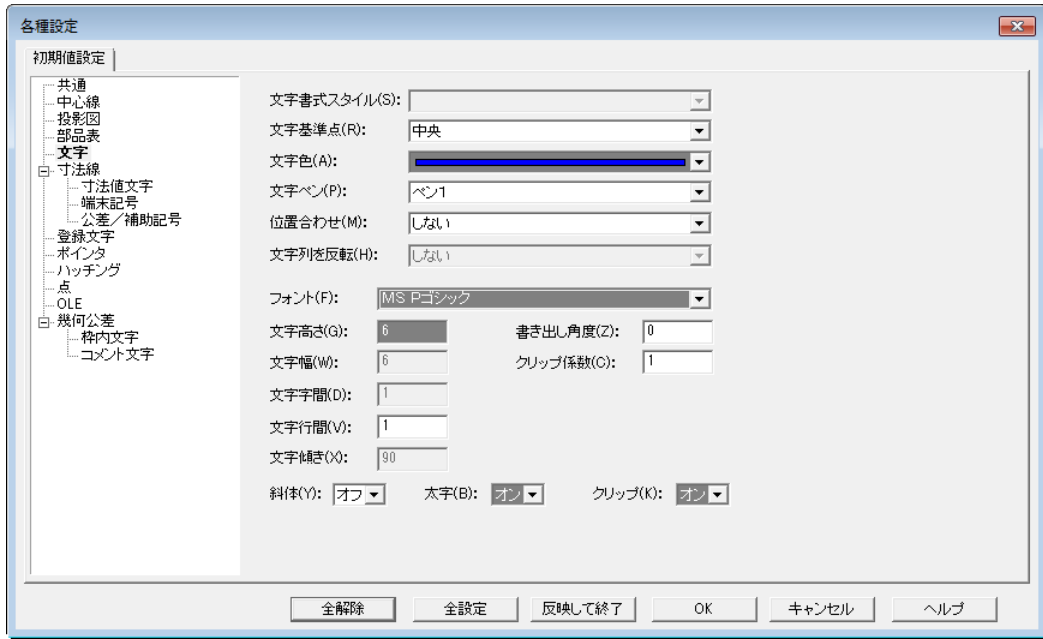 各種設定
初期値設定
共通
中心線
投影図
部品表
文字
寸法線
寸法値文字
端末記号
公差／補助記号
登録文字
ポインタ
ハッチング
点
OLE
幾何公差
枠内文字
コメント文字
文字書式スタイル(S):
文字基準点(R): 中央
文字色(A):
文字ペン(P): ペン1
位置合わせ(M): しない
文字列を反転(H): しない
フォント(F): MS Pゴシック
文字高さ(G): 6 書き出し角度(Z): 0
文字幅(W): 6 クリップ係数(C): 1
文字字間(D): 1
文字行間(V): 1
文字傾き(X): 90
斜体(Y): オフ 太字(B): オン クリップ(K): オン
全解除 全設定 反映して終了 OK キャンセル ヘルプ